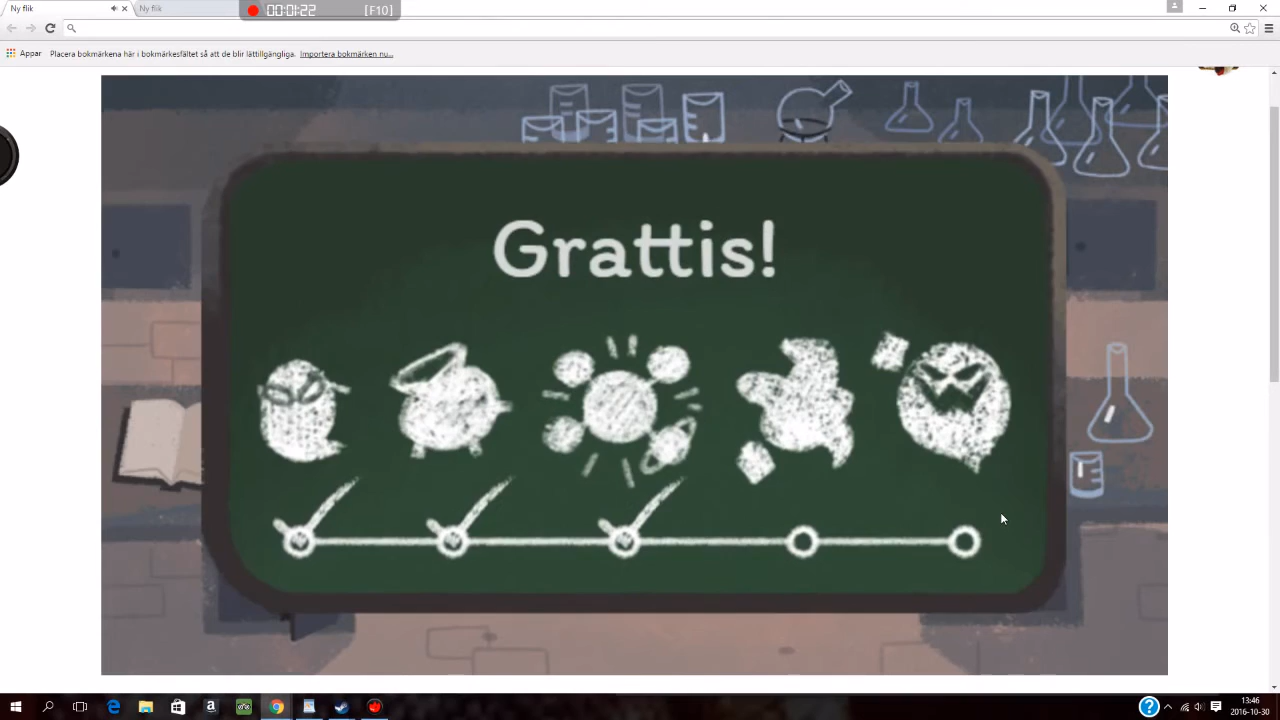 Ny flik
Ny flik
00:01:22 [F10]
Appar Placera bokmärkena här i bokmärkesfältet så att de blir lättillgängliga. Importera bokmärken nu...
Grattis!
13:46
2016-10-30